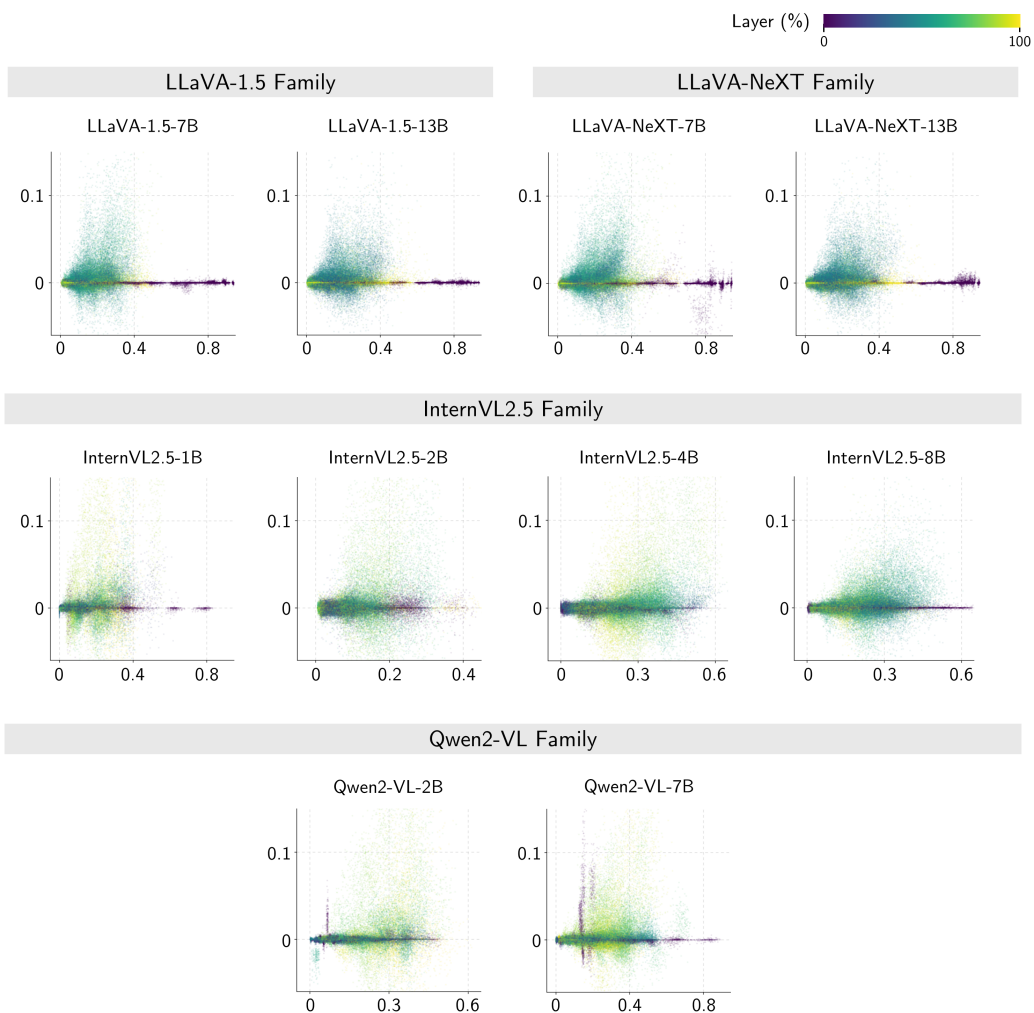 Layer (%)
0 100
LLaVA-1.5 Family
LLaVA-NeXT Family
LLaVA-1.5-7B
LLaVA-1.5-13B
LLaVA-NeXT-7B
LLaVA-NeXT-13B
0.1 0.1 0.1 0.1
0 0 0 0
0 0.4 0.8 0 0.4 0.8 0 0.4 0.8 0 0.4 0.8
InternVL2.5 Family
InternVL2.5-1B
InternVL2.5-2B
InternVL2.5-4B
InternVL2.5-8B
0.1 0.1 0.1 0.1
0 0 0 0
0 0.4 0.8 0 0.2 0.4 0 0.3 0.6 0 0.3 0.6
Qwen2-VL Family
Qwen2-VL-2B
Qwen2-VL-7B
0.1 0.1
0 0
0 0.3 0.6 0 0.4 0.8